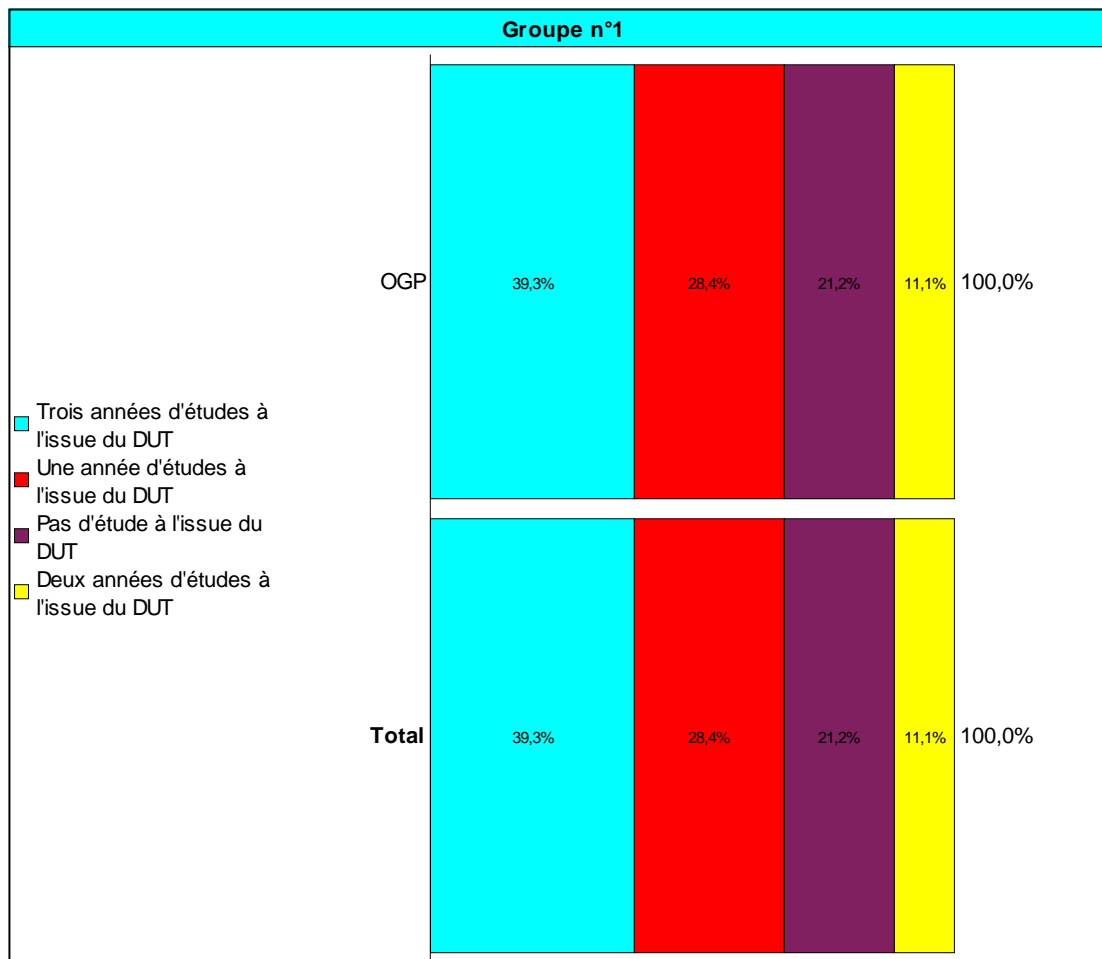 Groupe n°1
OGP
39,3%
28,4%
21,2%
11,1%
100,0%
Trois années d'études à
l'issue du DUT
Une année d'études à
l'issue du DUT
Pas d'étude à l'issue du
DUT
Deux années d'études à
l'issue du DUT
Total
39,3%
28,4%
21,2%
11,1%
100,0%